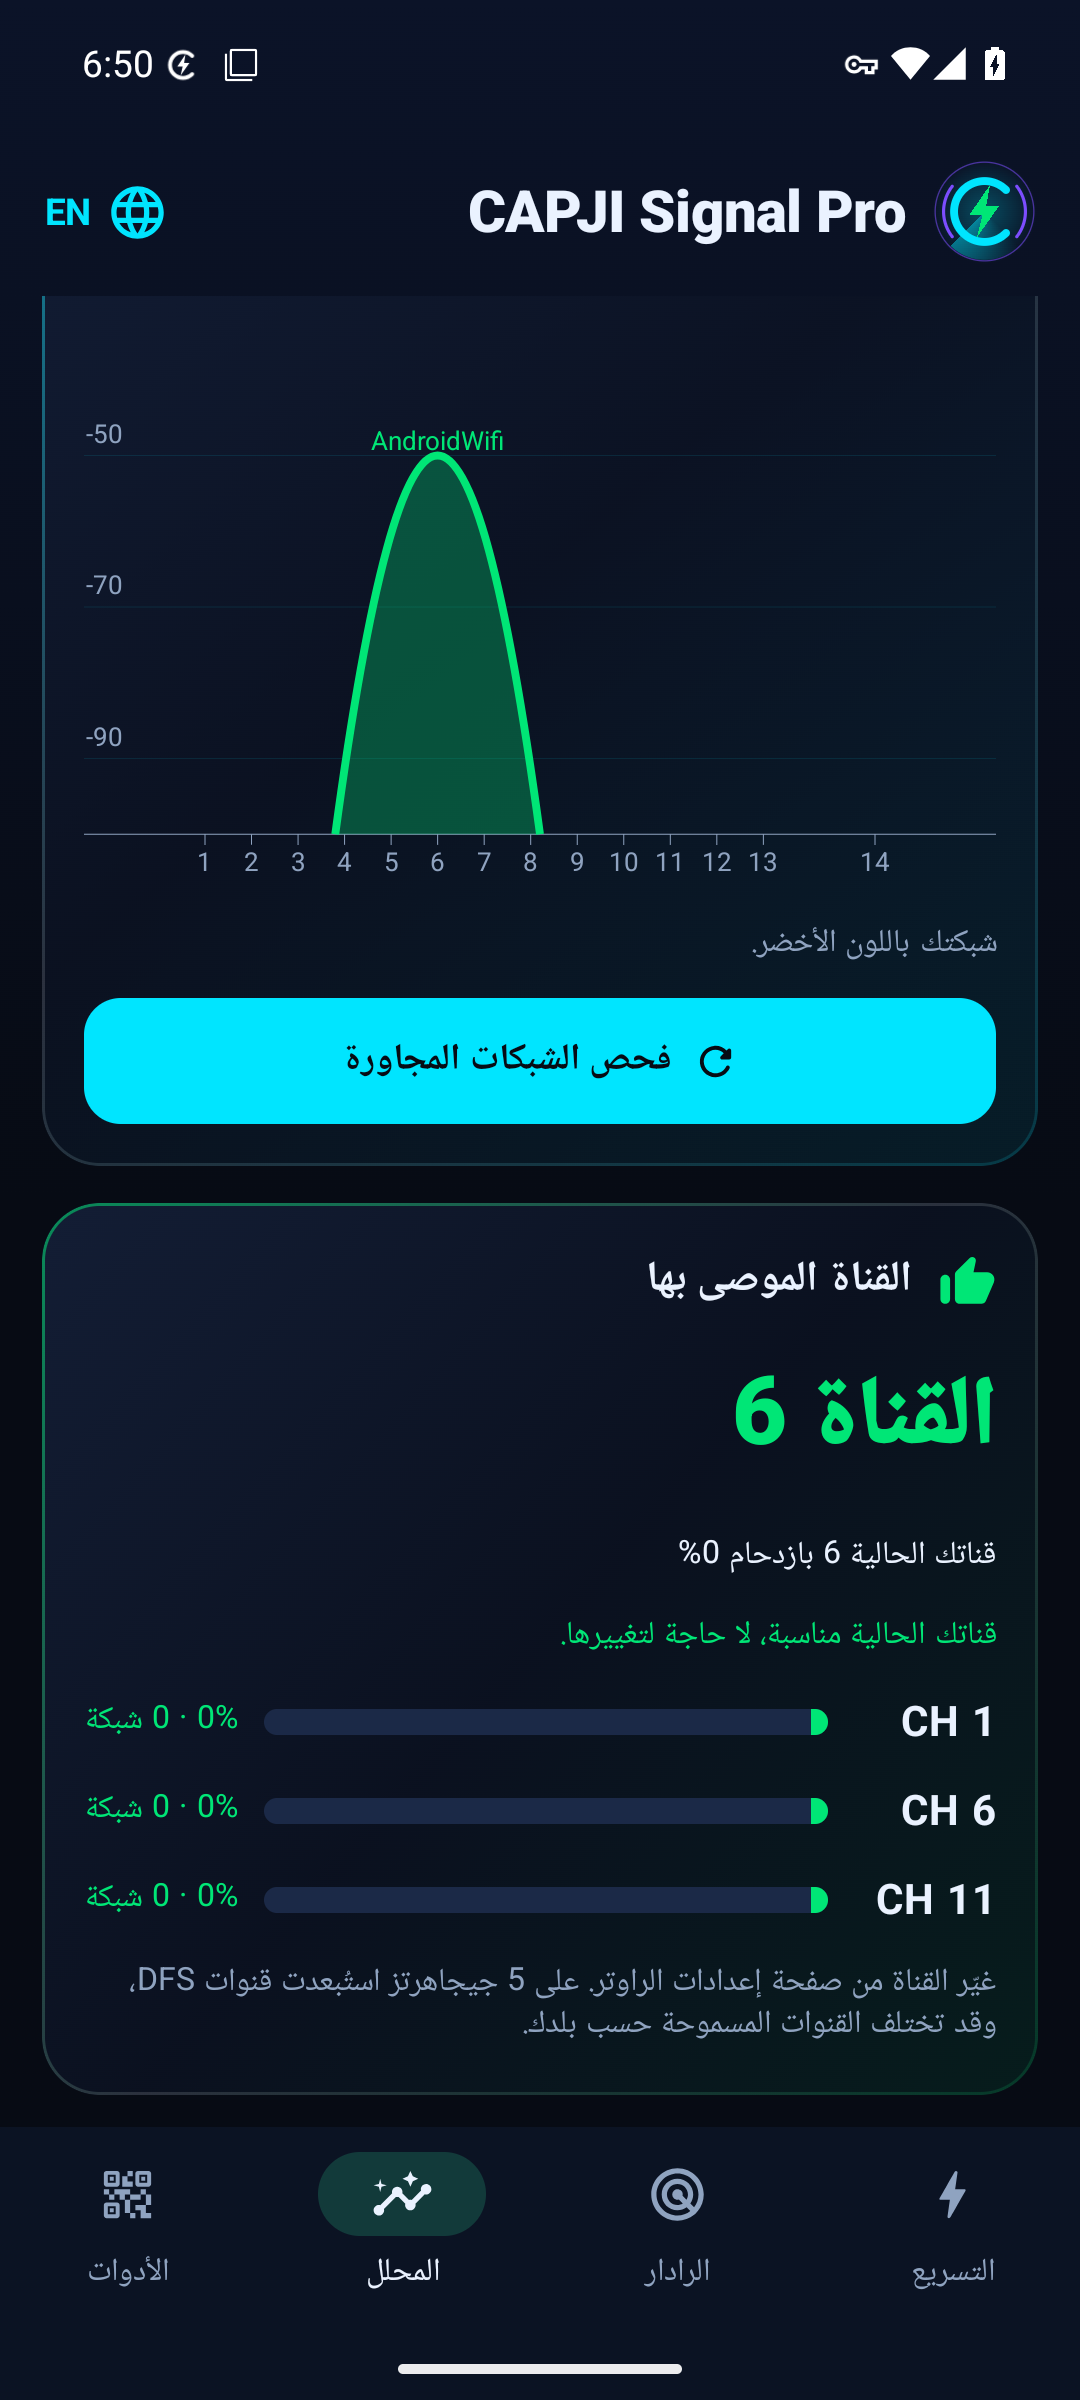 6:50
CAPJI Signal Pro
EN
-50
AndroidWifi
-70
-90
1 2 3 4 5 6 7 8 9 10 11 12 13 14
شبكتك باللون الأخضر.
فحص الشبكات المجاورة
القناة الموصى بها
القناة 6
قناتك الحالية 6 بازدحام 0%
قناتك الحالية مناسبة، لا حاجة لتغييرها.
CH 1 0% · 0 شبكة
CH 6 0% · 0 شبكة
CH 11 0% · 0 شبكة
غيّر القناة من صفحة إعدادات الراوتر. على 5 جيجاهرتز استُبعدت قنوات DFS،
وقد تختلف القنوات المسموحة حسب بلدك.
التسريع
الرادار
المحلل
الأدوات